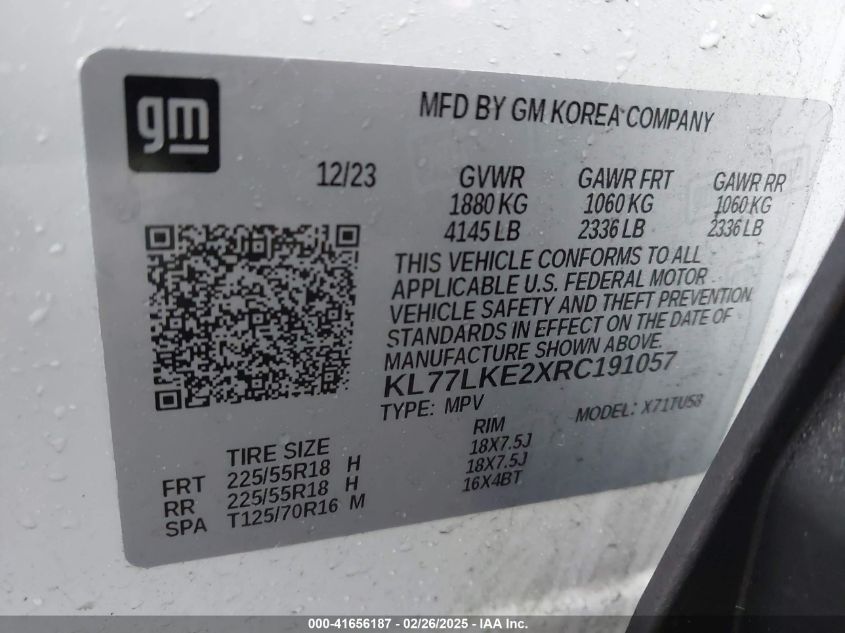 gm
MFD BY GM KOREA COMPANY
12/23 GVWR GAWR FRT GAWR RR
1880 KG 1060 KG 1060 KG
4145 LB 2336 LB 2336 LB
THIS VEHICLE CONFORMS TO ALL
APPLICABLE U.S. FEDERAL MOTOR
VEHICLE SAFETY AND THEFT PREVENTION
STANDARDS IN EFFECT ON THE DATE OF
MANUFACTURE SHOWN ABOVE.
KL77LKE2XRC191057
TYPE: MPV MODEL: X71TU58
TIRE SIZE RIM
FRT 225/55R18 H 18X7.5J
RR 225/55R18 H 18X7.5J
SPA T125/70R16 M 16X4BT
000-41656187 - 02/26/2025 - IAA Inc.